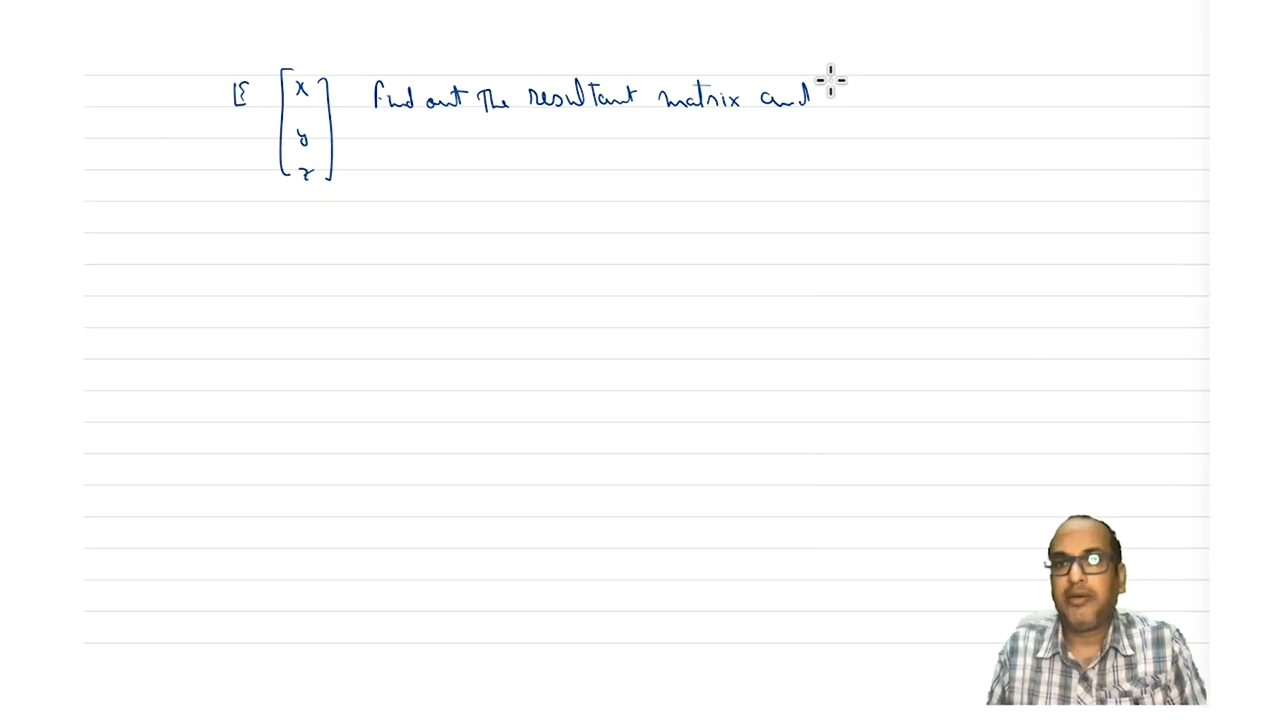 E [x Find out the resultant matrix and
y
z]